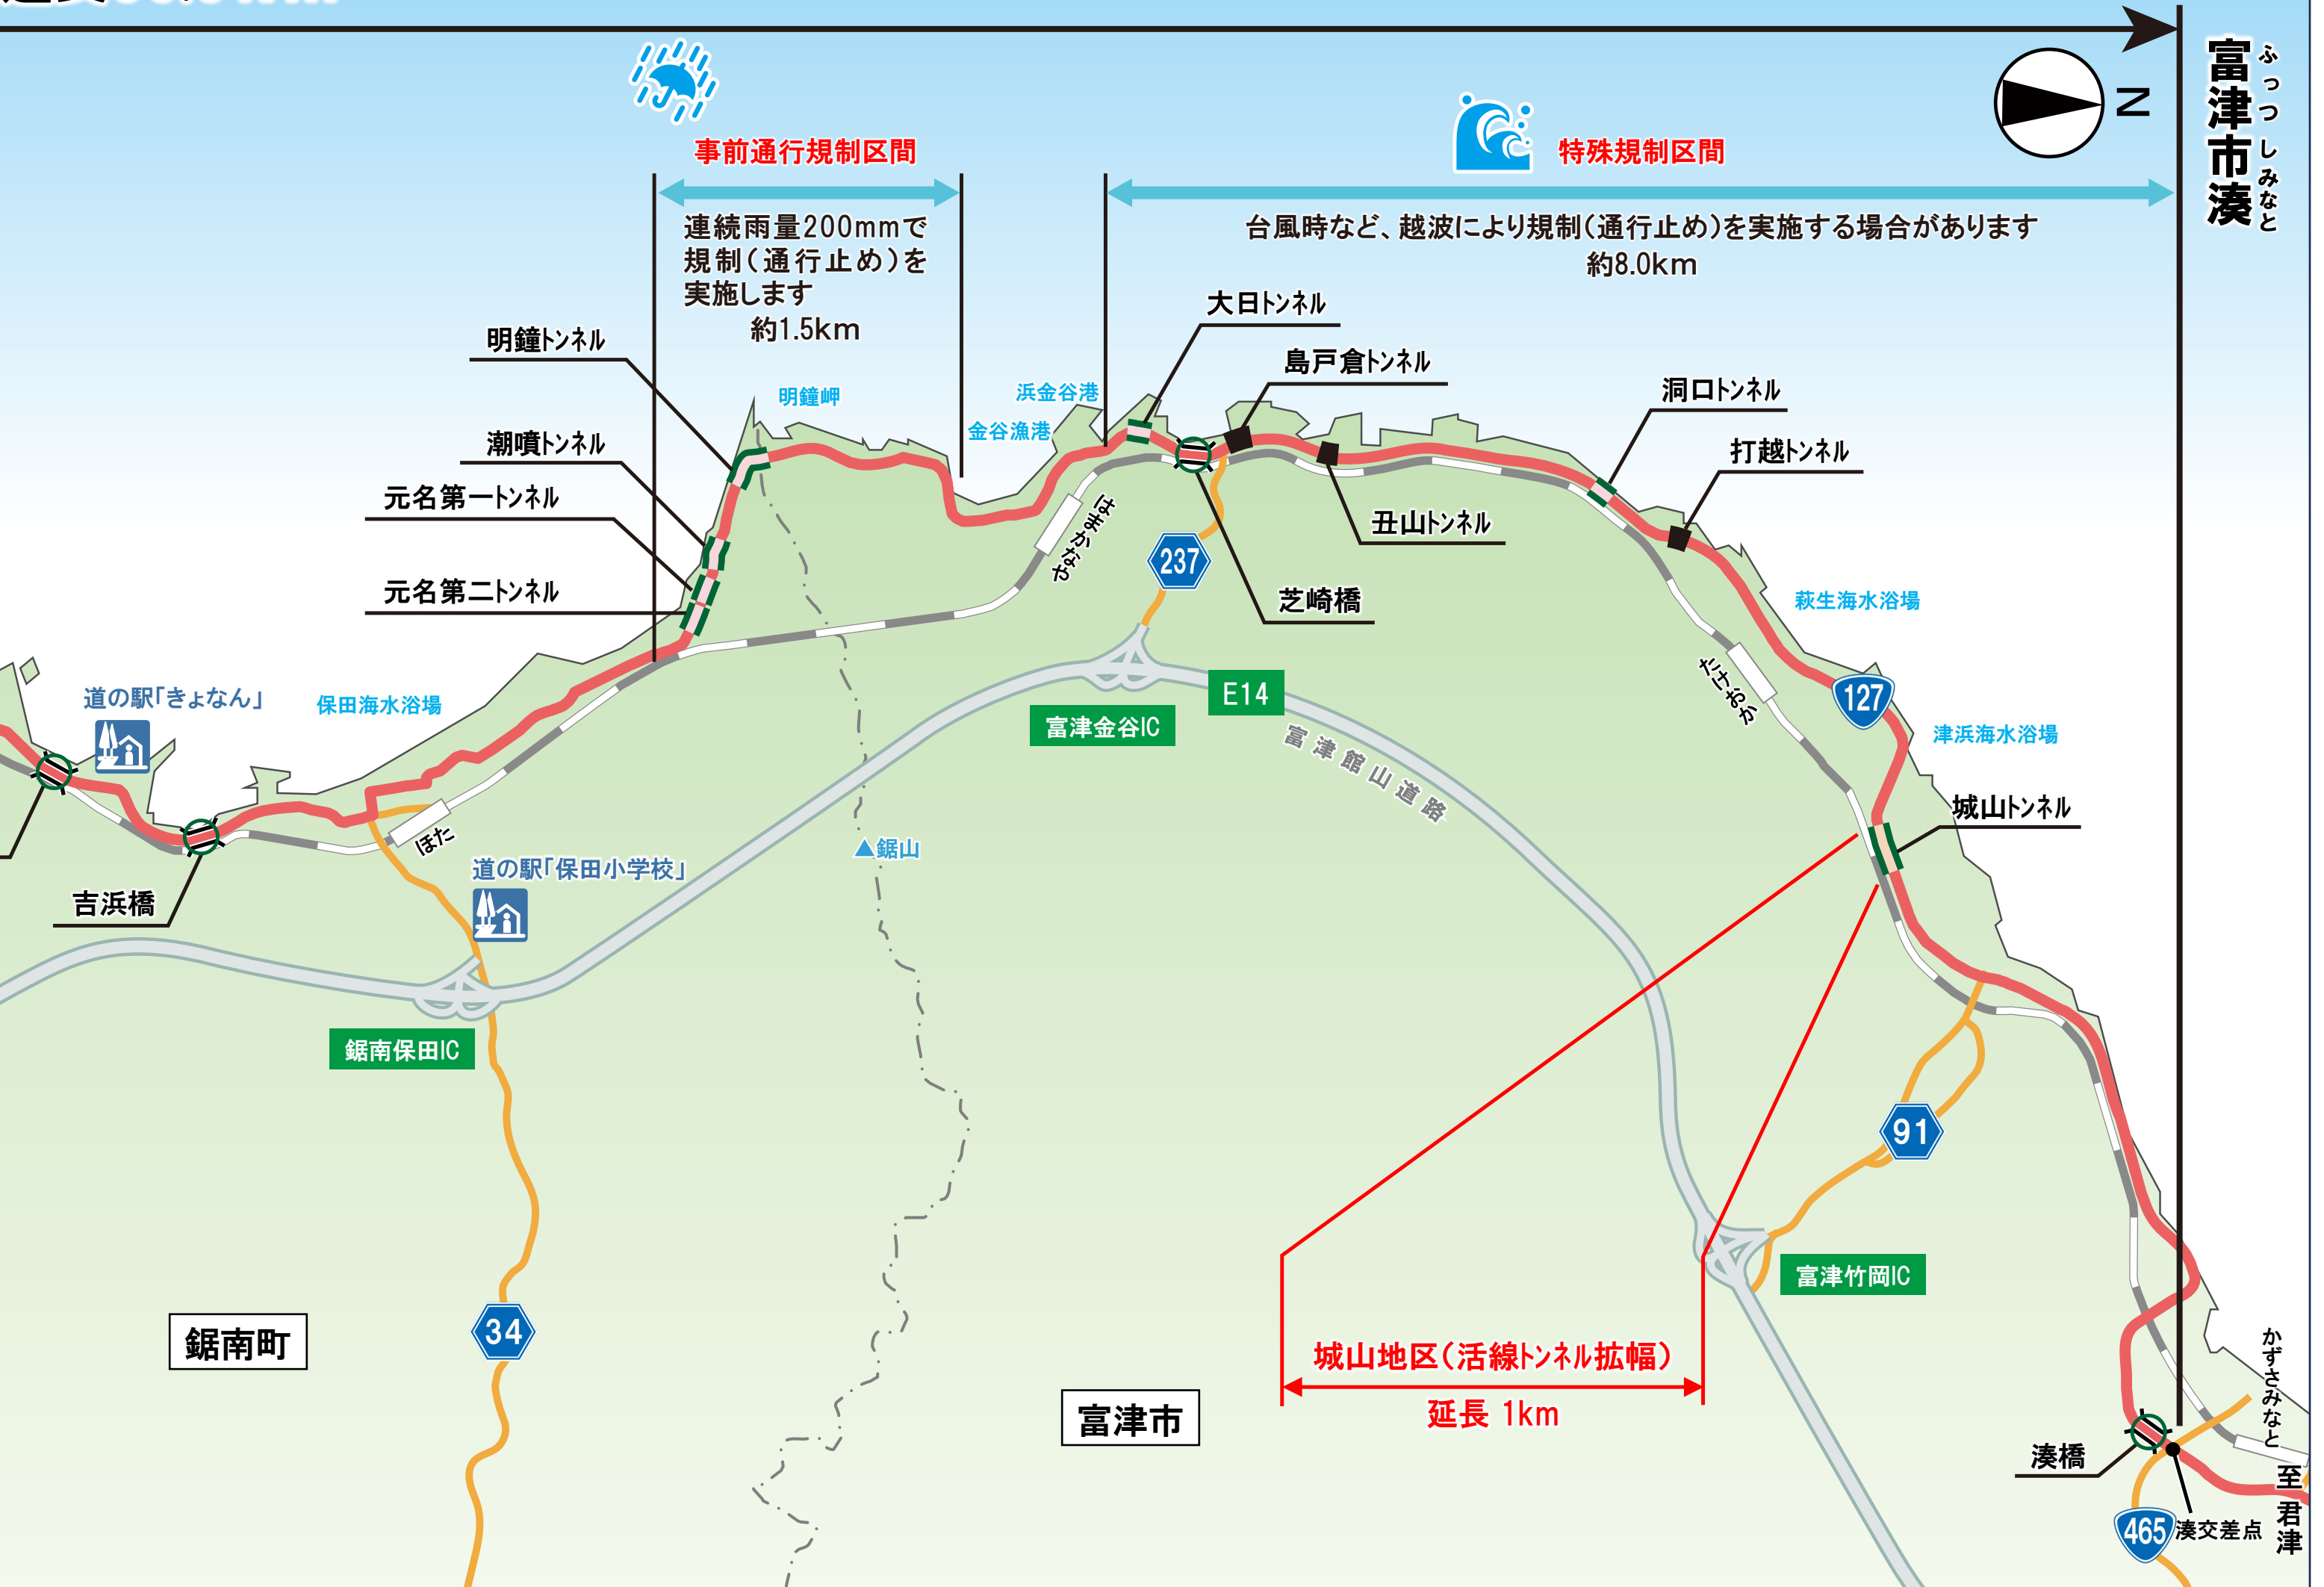 富津市湊
ふっつしみなと
N
事前通行規制区間
特殊規制区間
連続雨量200mmで
規制(通行止め)を
実施します
約1.5km
台風時など、越波により規制(通行止め)を実施する場合があります
約8.0km
大日トンネル
明鐘トンネル
島戸倉トンネル
明鐘岬
浜金谷港
洞口トンネル
金谷漁港
潮噴トンネル
打越トンネル
元名第一トンネル
丑山トンネル
はまかなや
237
元名第二トンネル
芝崎橋
萩生海水浴場
道の駅「きょなん」
保田海水浴場
E14
127
たけおか
富津金谷IC
津浜海水浴場
富津館山道路
城山トンネル
ほた
鋸山
道の駅「保田小学校」
吉浜橋
鋸南保田IC
91
富津竹岡IC
34
鋸南町
城山地区(活線トンネル拡幅)
延長 1km
富津市
かずさみなと
湊橋
至君津
465
湊交差点